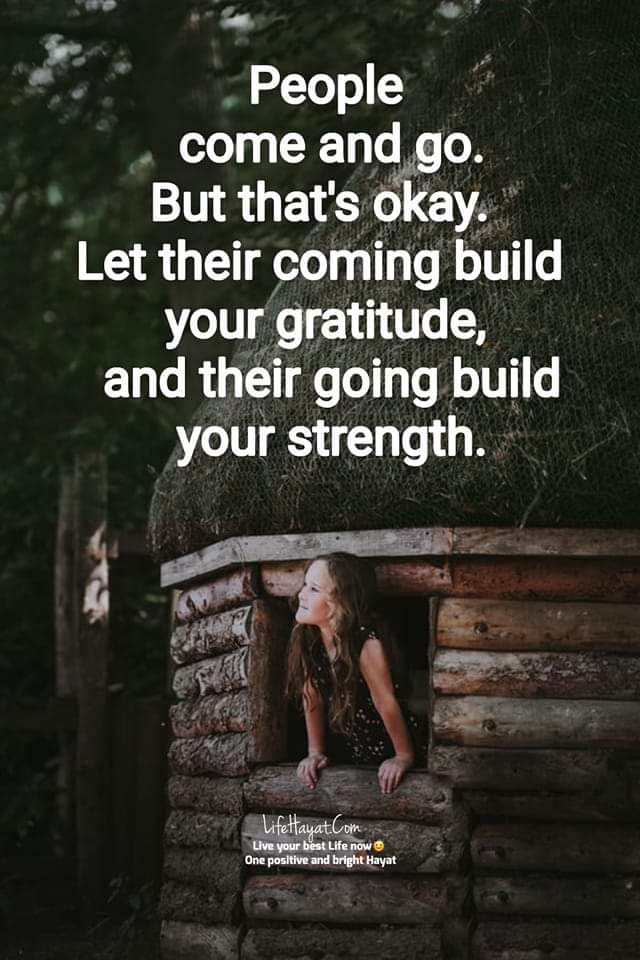 People
come and go.
But that's okay.
Let their coming build
your gratitude,
and their going build
your strength.
LifeHayat.Com
Live your best Life now😊
One positive and bright Hayat